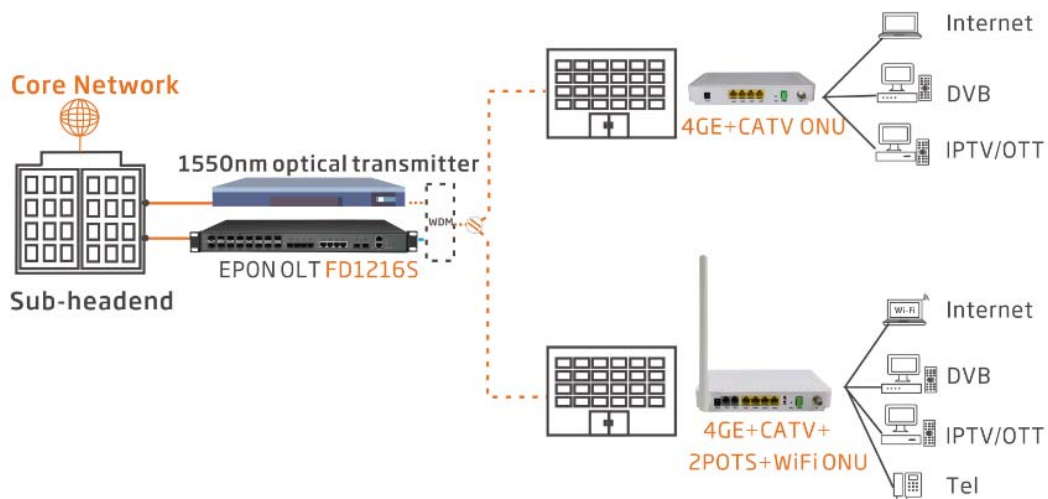 Core Network
1550nm optical transmitter
WDM
EPON OLT FD1216S
Sub-headend
4GE+CATV ONU
Internet
DVB
IPTV/OTT
4GE+CATV+
2POTS+WiFi ONU
Wi-Fi
Internet
DVB
IPTV/OTT
Tel